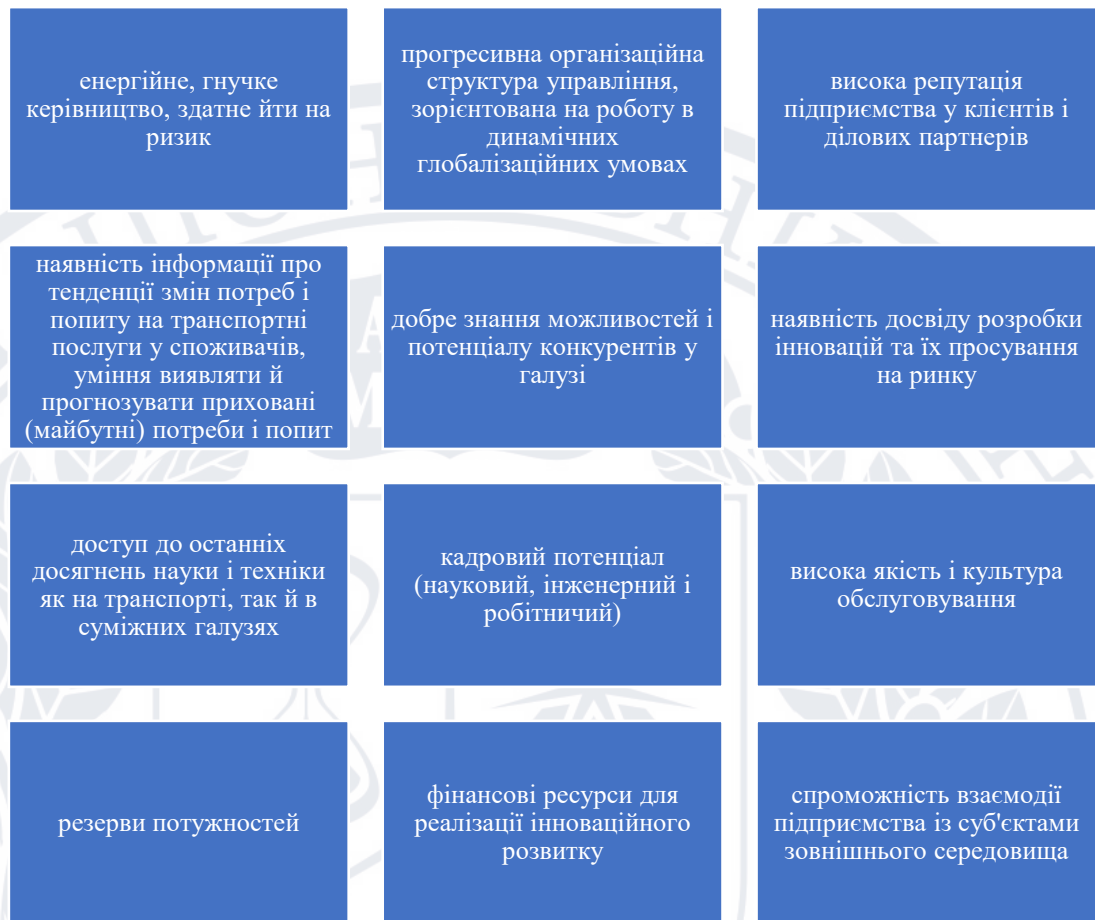 енергійне, гнучке
керівництво, здатне йти на
ризик
прогресивна організаційна
структура управління,
зорієнтована на роботу в
динамічних
глобалізаційних умовах
висока репутація
підприємства у клієнтів і
ділових партнерів
наявність інформації про
тенденції змін потреб і
попиту на транспортні
послуги у споживачів,
уміння виявляти й
прогнозувати приховані
(майбутні) потреби і попит
добре знання можливостей і
потенціалу конкурентів у
галузі
наявність досвіду розробки
інновацій та їх просування
на ринку
доступ до останніх
досягнень науки і техніки
як на транспорті, так й в
суміжних галузях
кадровий потенціал
(науковий, інженерний і
робітничий)
висока якість і культура
обслуговування
резерви потужностей
фінансові ресурси для
реалізації інноваційного
розвитку
спроможність взаємодії
підприємства із суб'єктами
зовнішнього середовища